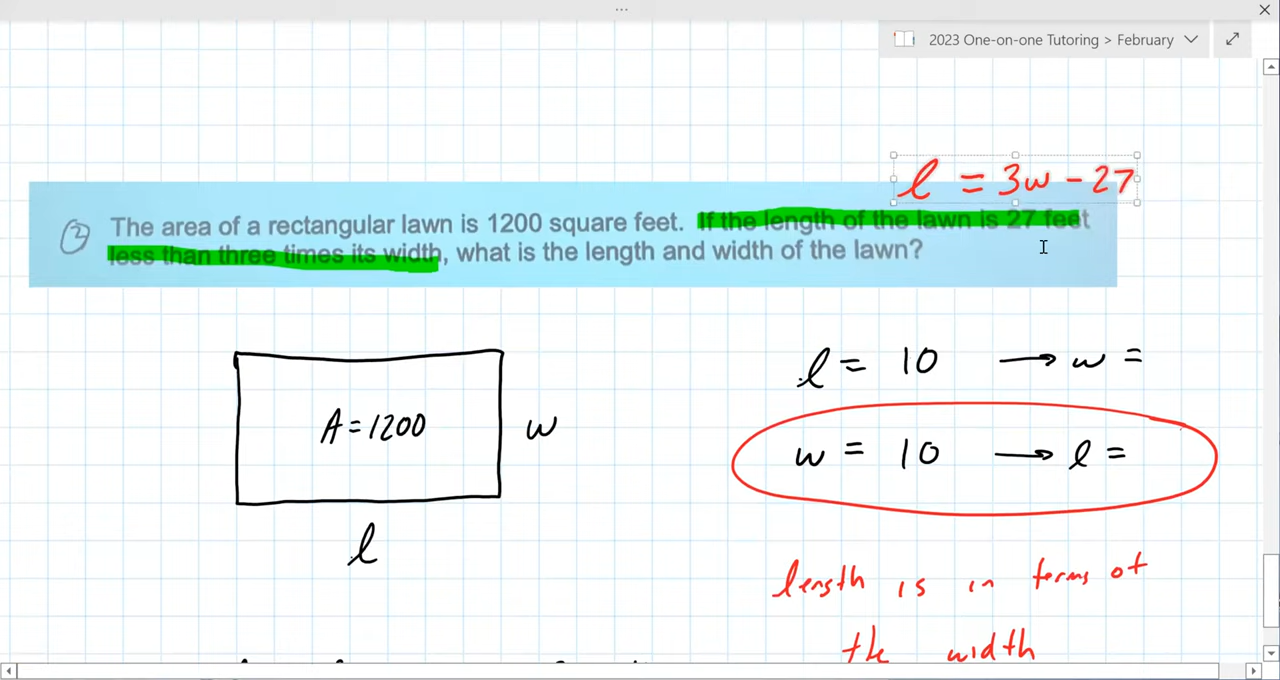 2023 One-on-one Tutoring > February
l = 3w - 27
2 The area of a rectangular lawn is 1200 square feet. If the length of the lawn is 27 feet
less than three times its width, what is the length and width of the lawn?
l = 10 → w =
A = 1200
w
w = 10 → l =
l
length is in terms of
the width